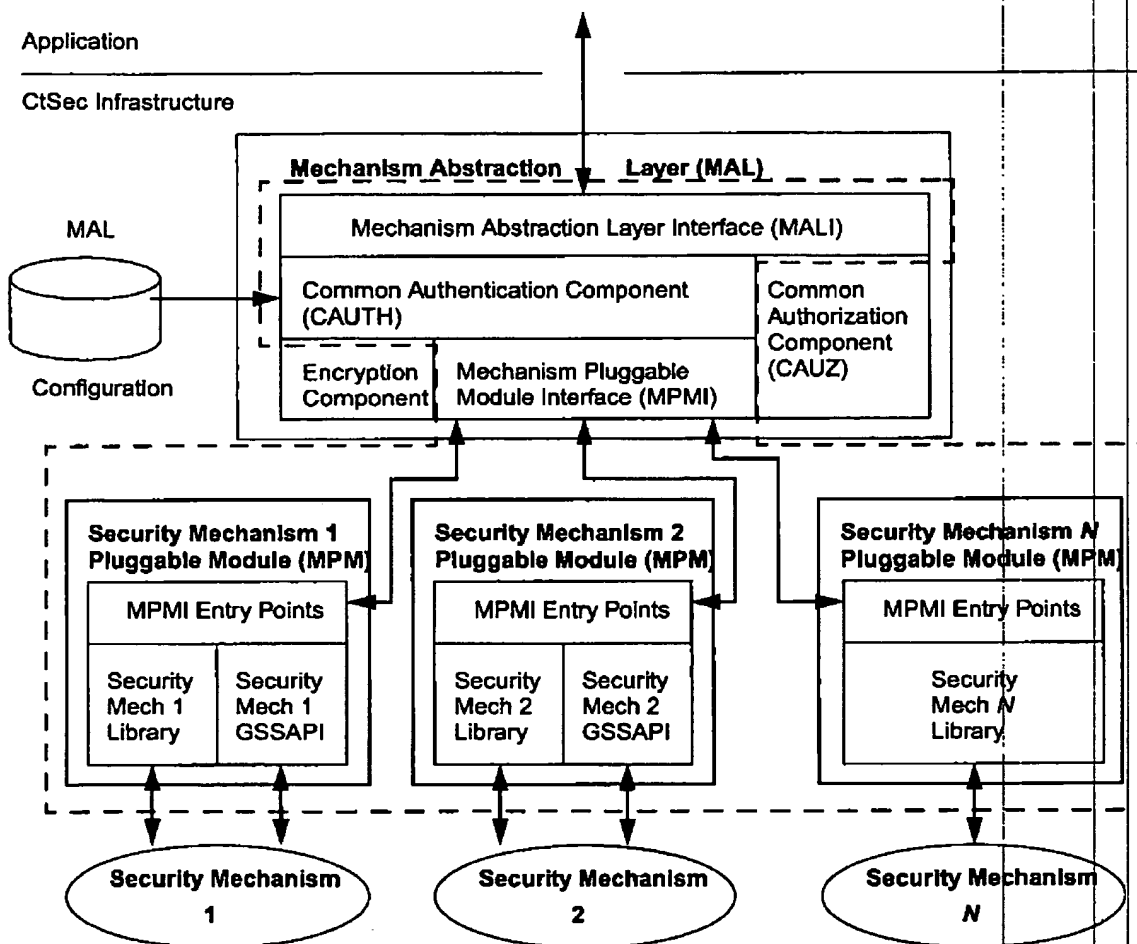 Application
CtSec Infrastructure
Mechanism Abstraction Layer (MAL)
Mechanism Abstraction Layer Interface (MALI)
MAL
Configuration
Common Authentication Component
(CAUTH)
Common
Authorization
Component
(CAUZ)
Encryption
Component
Mechanism Pluggable
Module Interface (MPMI)
Security Mechanism 1
Pluggable Module (MPM)
MPMI Entry Points
Security
Mech 1
Library
Security
Mech 1
GSSAPI
Security Mechanism 2
Pluggable Module (MPM)
MPMI Entry Points
Security
Mech 2
Library
Security
Mech 2
GSSAPI
Security Mechanism N
Pluggable Module (MPM)
MPMI Entry Points
Security
Mech N
Library
Security Mechanism
1
Security Mechanism
2
Security Mechanism
N